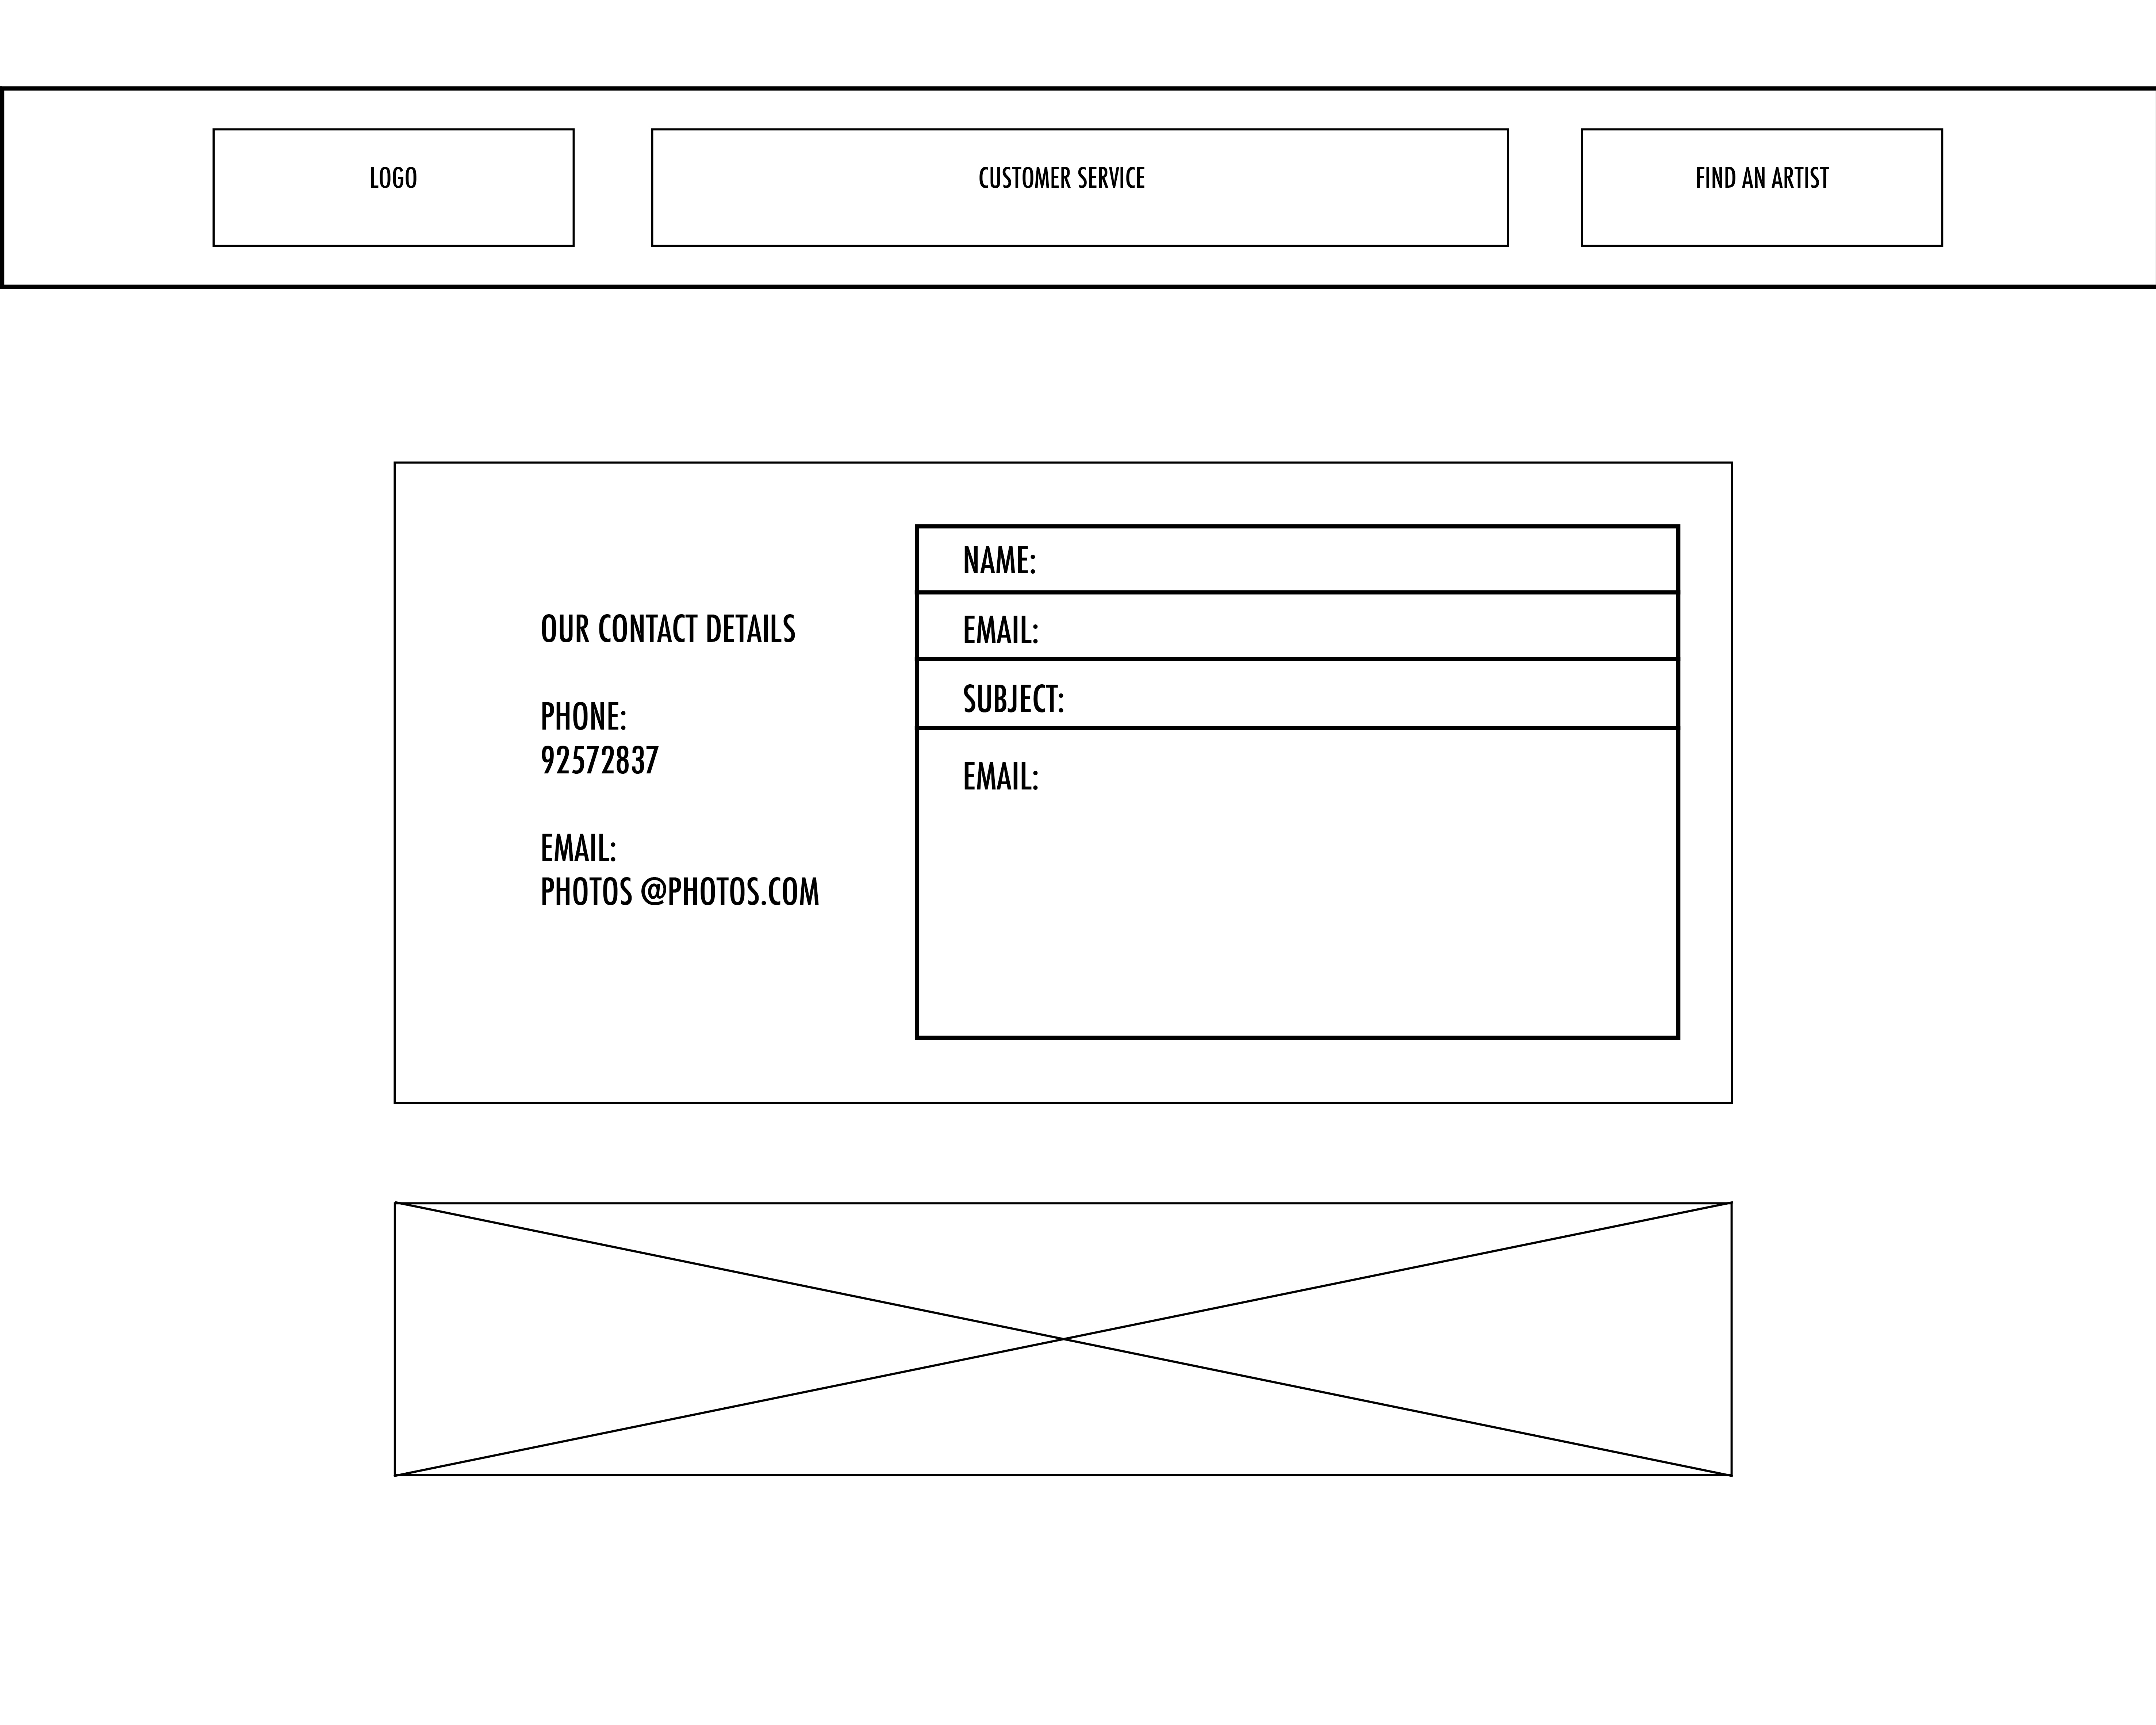 LOGO
CUSTOMER SERVICE
FIND AN ARTIST
OUR CONTACT DETAILS
PHONE:
92572837
EMAIL:
PHOTOS @PHOTOS.COM
NAME:
EMAIL:
SUBJECT:
EMAIL: